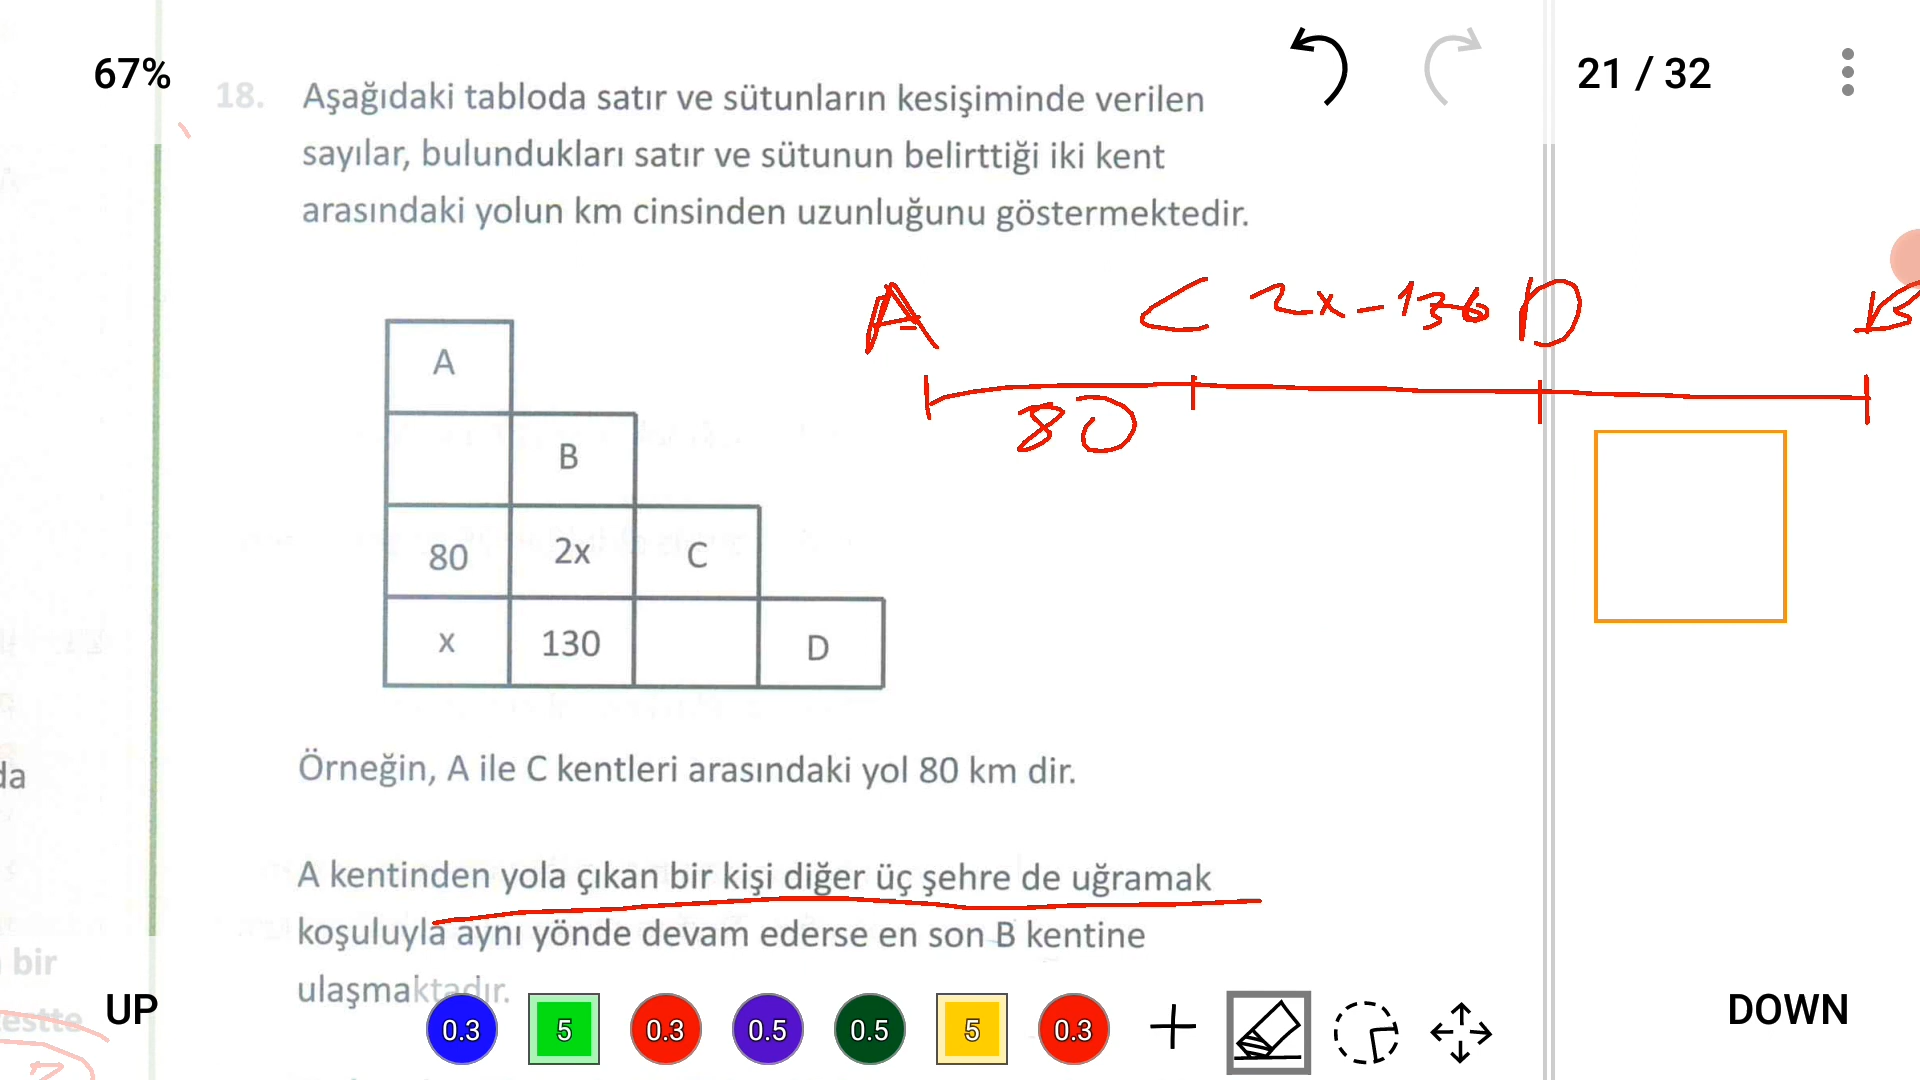 67%
21 / 32
18. Aşağıdaki tabloda satır ve sütunların kesişiminde verilen
sayılar, bulundukları satır ve sütunun belirttiği iki kent
arasındaki yolun km cinsinden uzunluğunu göstermektedir.
A C 2x-136 D B
80
A
B
80 2x C
x 130 D
Örneğin, A ile C kentleri arasındaki yol 80 km dir.
da
A kentinden yola çıkan bir kişi diğer üç şehre de uğramak
koşuluyla aynı yönde devam ederse en son B kentine
bir
ulaşmaktadır.
UP
0.3 5 0.3 0.5 0.5 5 0.3
DOWN